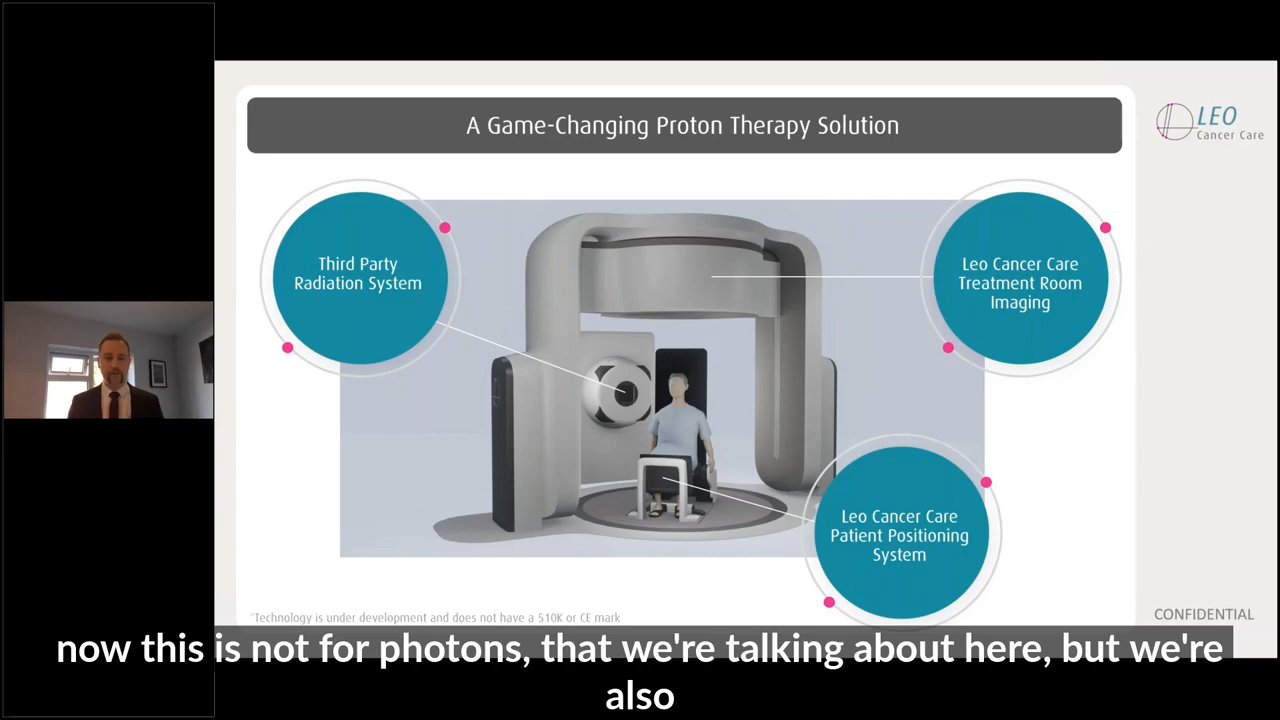 A Game-Changing Proton Therapy Solution
LEO
Cancer Care
Third Party
Radiation System
Leo Cancer Care
Treatment Room
Imaging
Leo Cancer Care
Patient Positioning
System
*Technology is under development and does not have a 510K or CE mark
CONFIDENTIAL
now this is not for photons, that we're talking about here, but we're
also